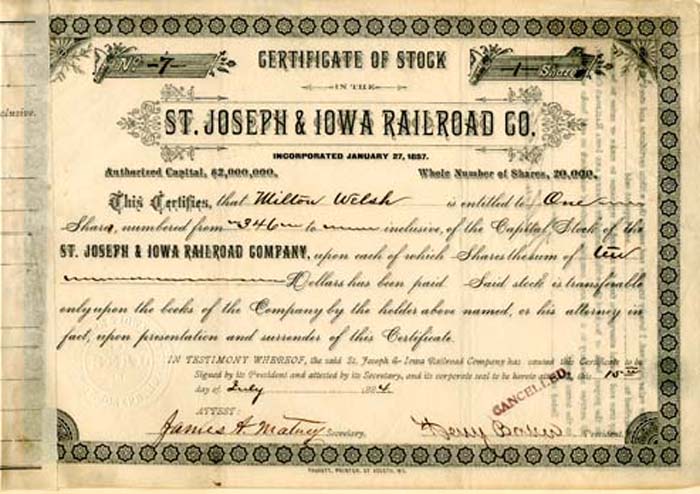 clusive.
No. -7-
CERTIFICATE OF STOCK
1 Share
IN THE
ST. JOSEPH & IOWA RAILROAD CO.
INCORPORATED JANUARY 27, 1857.
Authorized Capital, $2,000,000. Whole Number of Shares, 20,000.
This Certifies, that Milton Welsh is entitled to One
Share, numbered from 346 to inclusive, of the Capital Stock of the
ST. JOSEPH & IOWA RAILROAD COMPANY, upon each of which Shares the sum of ten
Dollars has been paid. Said stock is transferable
only upon the books of the Company by the holder above named, or his attorney in
fact, upon presentation and surrender of this Certificate.
IN TESTIMONY WHEREOF, the said St. Joseph & Iowa Railroad Company has caused this Certificate to be
Signed by its President and attested by its Secretary, and its corporate seal to be hereto this 15
day of July 1884.
CANCELLED.
ATTEST:
James H. Matney Secretary. President.
PRINTER, ST. JOSEPH, MO.